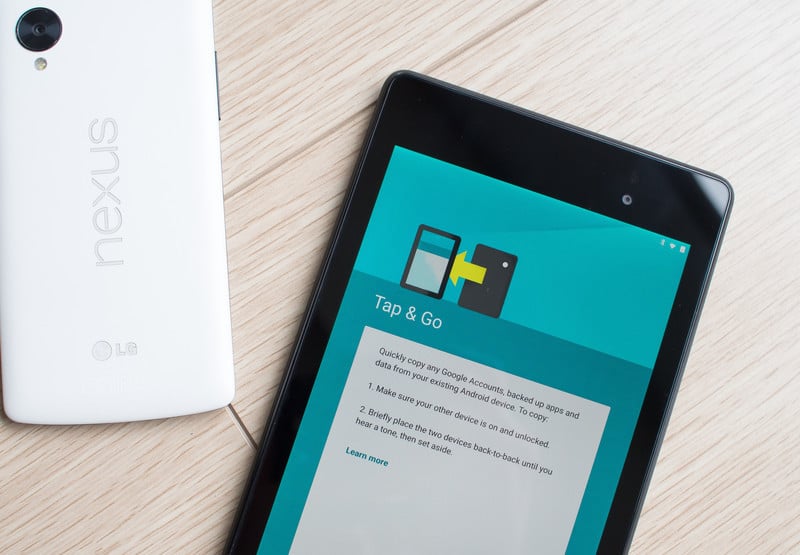 nexus
LG
Tap & Go
Quickly copy any Google Accounts, backed up apps and
data from your existing Android device. To copy:
1. Make sure your other device is on and unlocked.
2. Briefly place the two devices back-to-back until you
hear a tone, then set aside.
Learn more